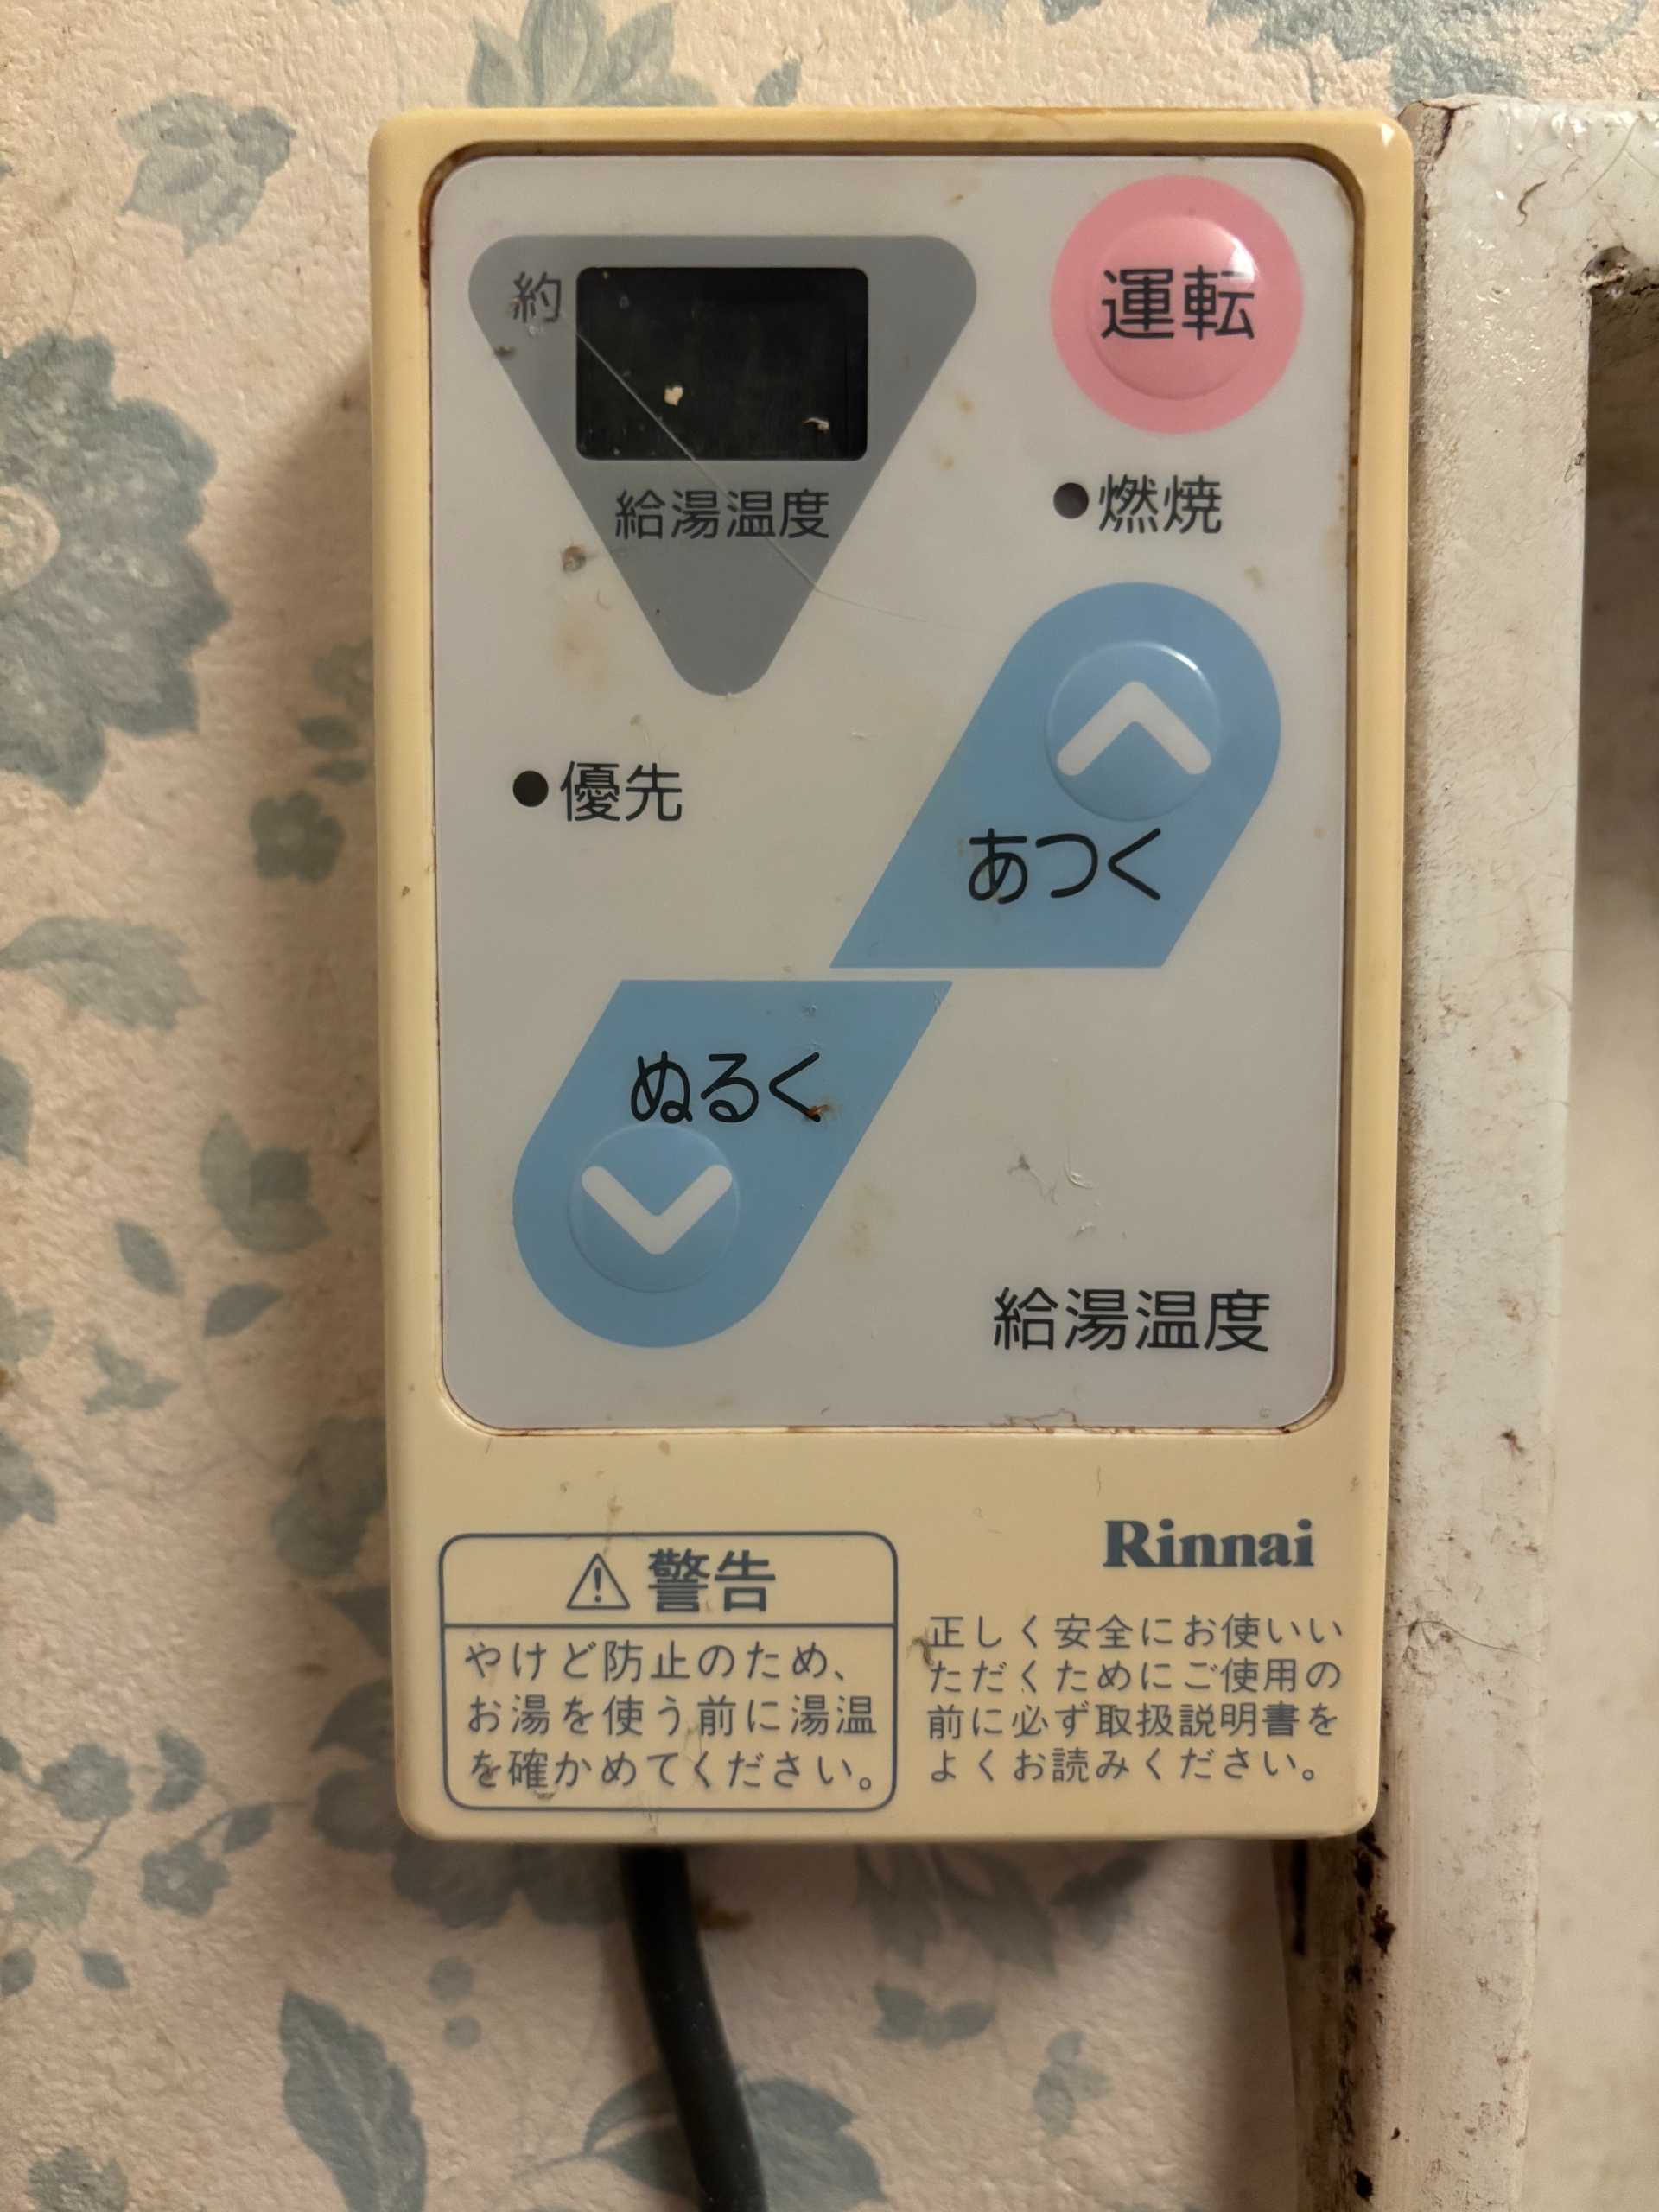 約
給湯温度
運転
燃焼
優先
あつく
ぬるく
給湯温度
Rinnai
警告
やけど防止のため、
お湯を使う前に湯温
を確かめてください。
正しく安全にお使いい
ただくためにご使用の
前に必ず取扱説明書を
よくお読みください。